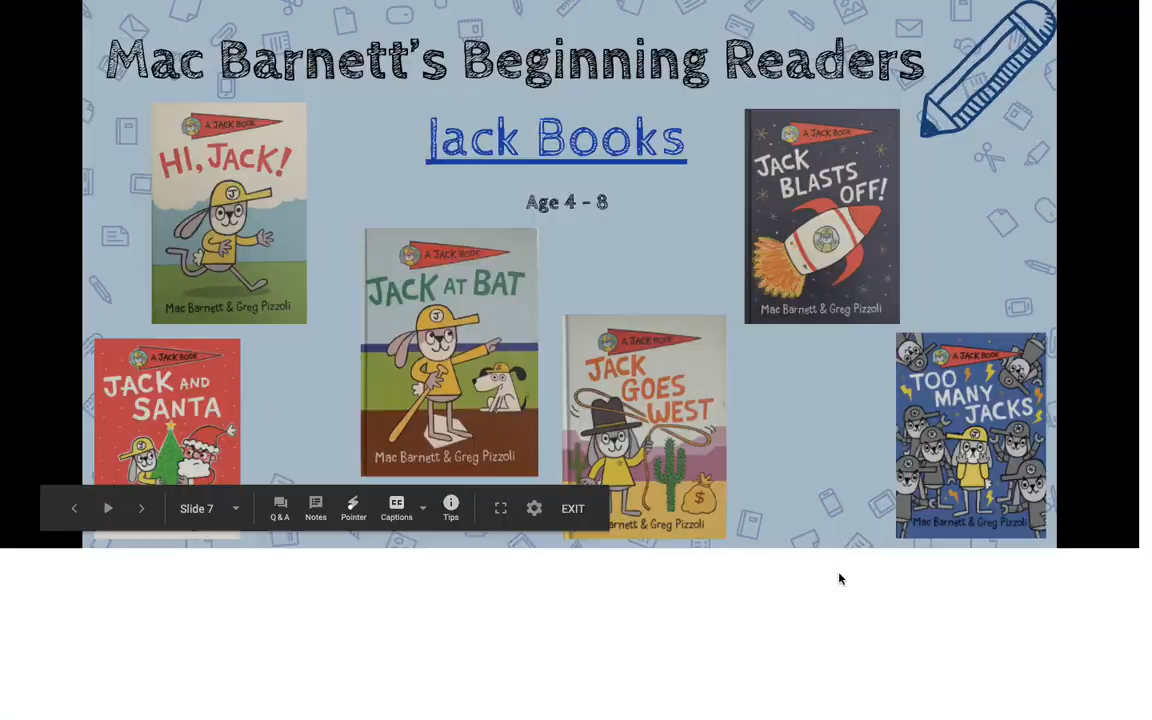 Mac Barnett's Beginning Readers
Jack Books
Age 4 - 8
A JACK BOOK
HI, JACK!
J
Mac Barnett & Greg Pizzoli
A JACK BOOK
JACK AT BAT
J
Mac Barnett & Greg Pizzoli
A JACK BOOK
JACK BLASTS
OFF!
Mac Barnett & Greg Pizzoli
A JACK BOOK
JACK AND
SANTA
J
A JACK BOOK
JACK
GOES
WEST
$
arnett & Greg Pizzoli
A JACK BOOK
TOO
MANY
JACKS
J
Mac Barnett & Greg Pizzoli
Slide 7
Q & A
Notes
Pointer
CC
Captions
Tips
EXIT